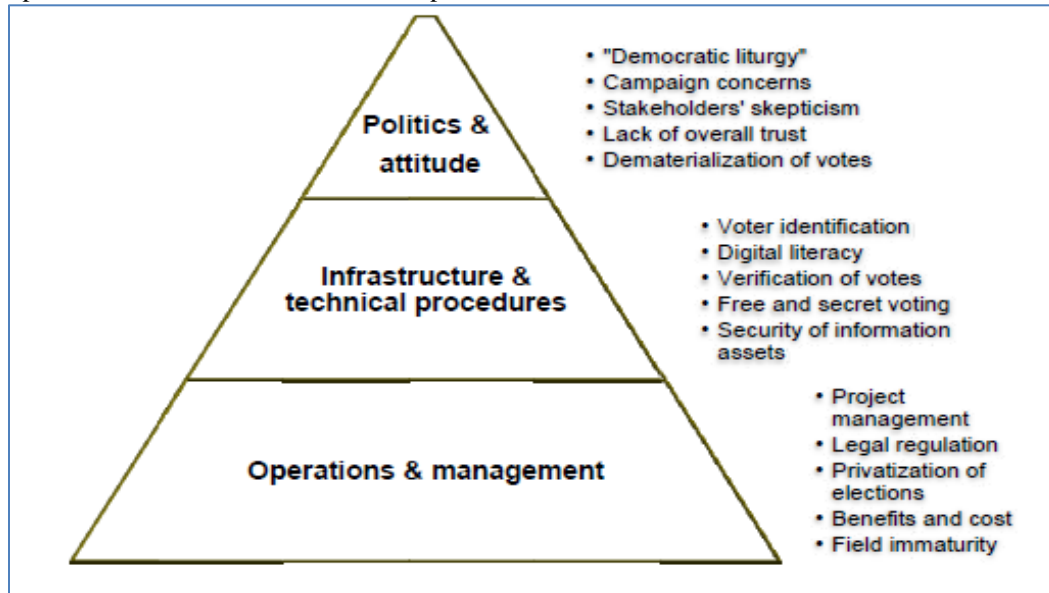 • "Democratic liturgy"
• Campaign concerns
• Stakeholders' skepticism
• Lack of overall trust
• Dematerialization of votes
Politics &
attitude
• Voter identification
• Digital literacy
• Verification of votes
• Free and secret voting
• Security of information
assets
Infrastructure &
technical procedures
• Project
management
• Legal regulation
• Privatization of
elections
• Benefits and cost
• Field immaturity
Operations & management